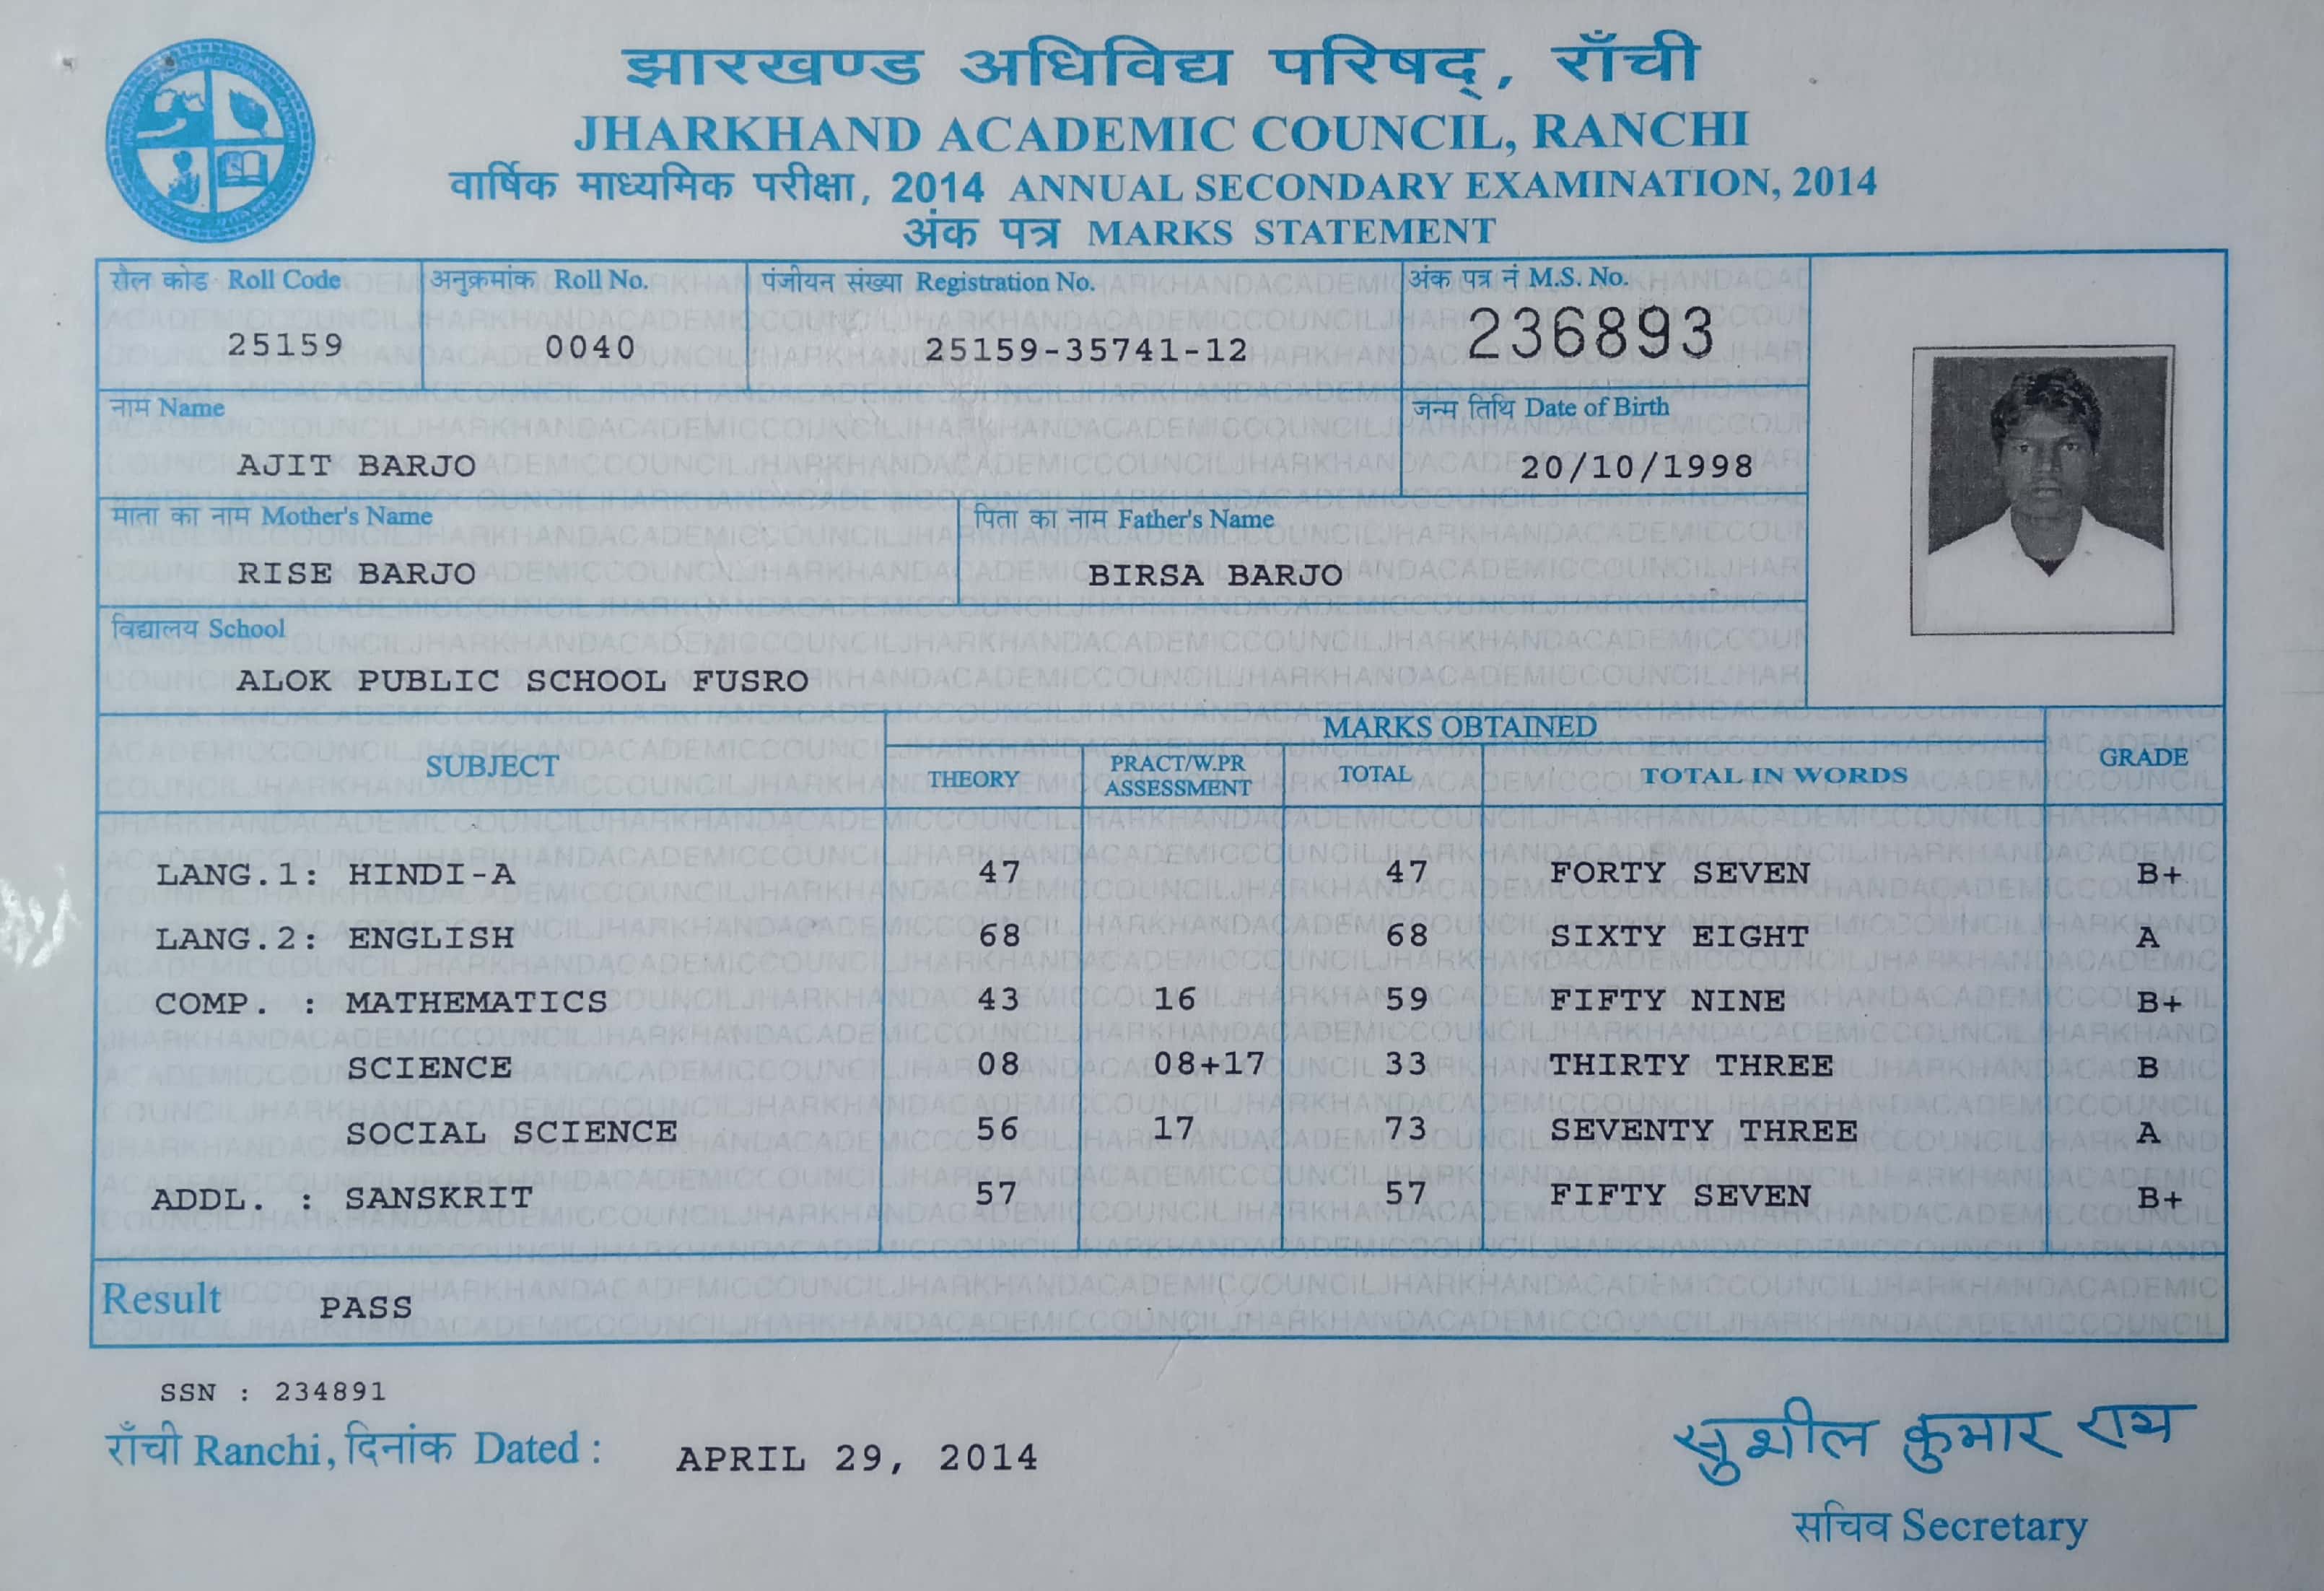 झारखण्ड अधिविद्य परिषद्, राँची
JHARKHAND ACADEMIC COUNCIL, RANCHI
वार्षिक माध्यमिक परीक्षा, 2014 ANNUAL SECONDARY EXAMINATION, 2014
अंक पत्र MARKS STATEMENT
रौल कोड Roll Code अनुक्रमांक Roll No. पंजीयन संख्या Registration No. अंक पत्र नं M.S. No.
25159 0040 25159-35741-12 236893
नाम Name जन्म तिथि Date of Birth
AJIT BARJO 20/10/1998
माता का नाम Mother's Name पिता का नाम Father's Name
RISE BARJO BIRSA BARJO
विद्यालय School
ALOK PUBLIC SCHOOL FUSRO
SUBJECT MARKS OBTAINED GRADE
THEORY PRACT/W.PR ASSESSMENT TOTAL TOTAL IN WORDS
LANG.1: HINDI-A 47 47 FORTY SEVEN B+
LANG.2: ENGLISH 68 68 SIXTY EIGHT A
COMP. : MATHEMATICS 43 16 59 FIFTY NINE B+
SCIENCE 08 08+17 33 THIRTY THREE B
SOCIAL SCIENCE 56 17 73 SEVENTY THREE A
ADDL. : SANSKRIT 57 57 FIFTY SEVEN B+
Result PASS
SSN : 234891
राँची Ranchi, दिनांक Dated : APRIL 29, 2014
सुशील कुमार राय
सचिव Secretary